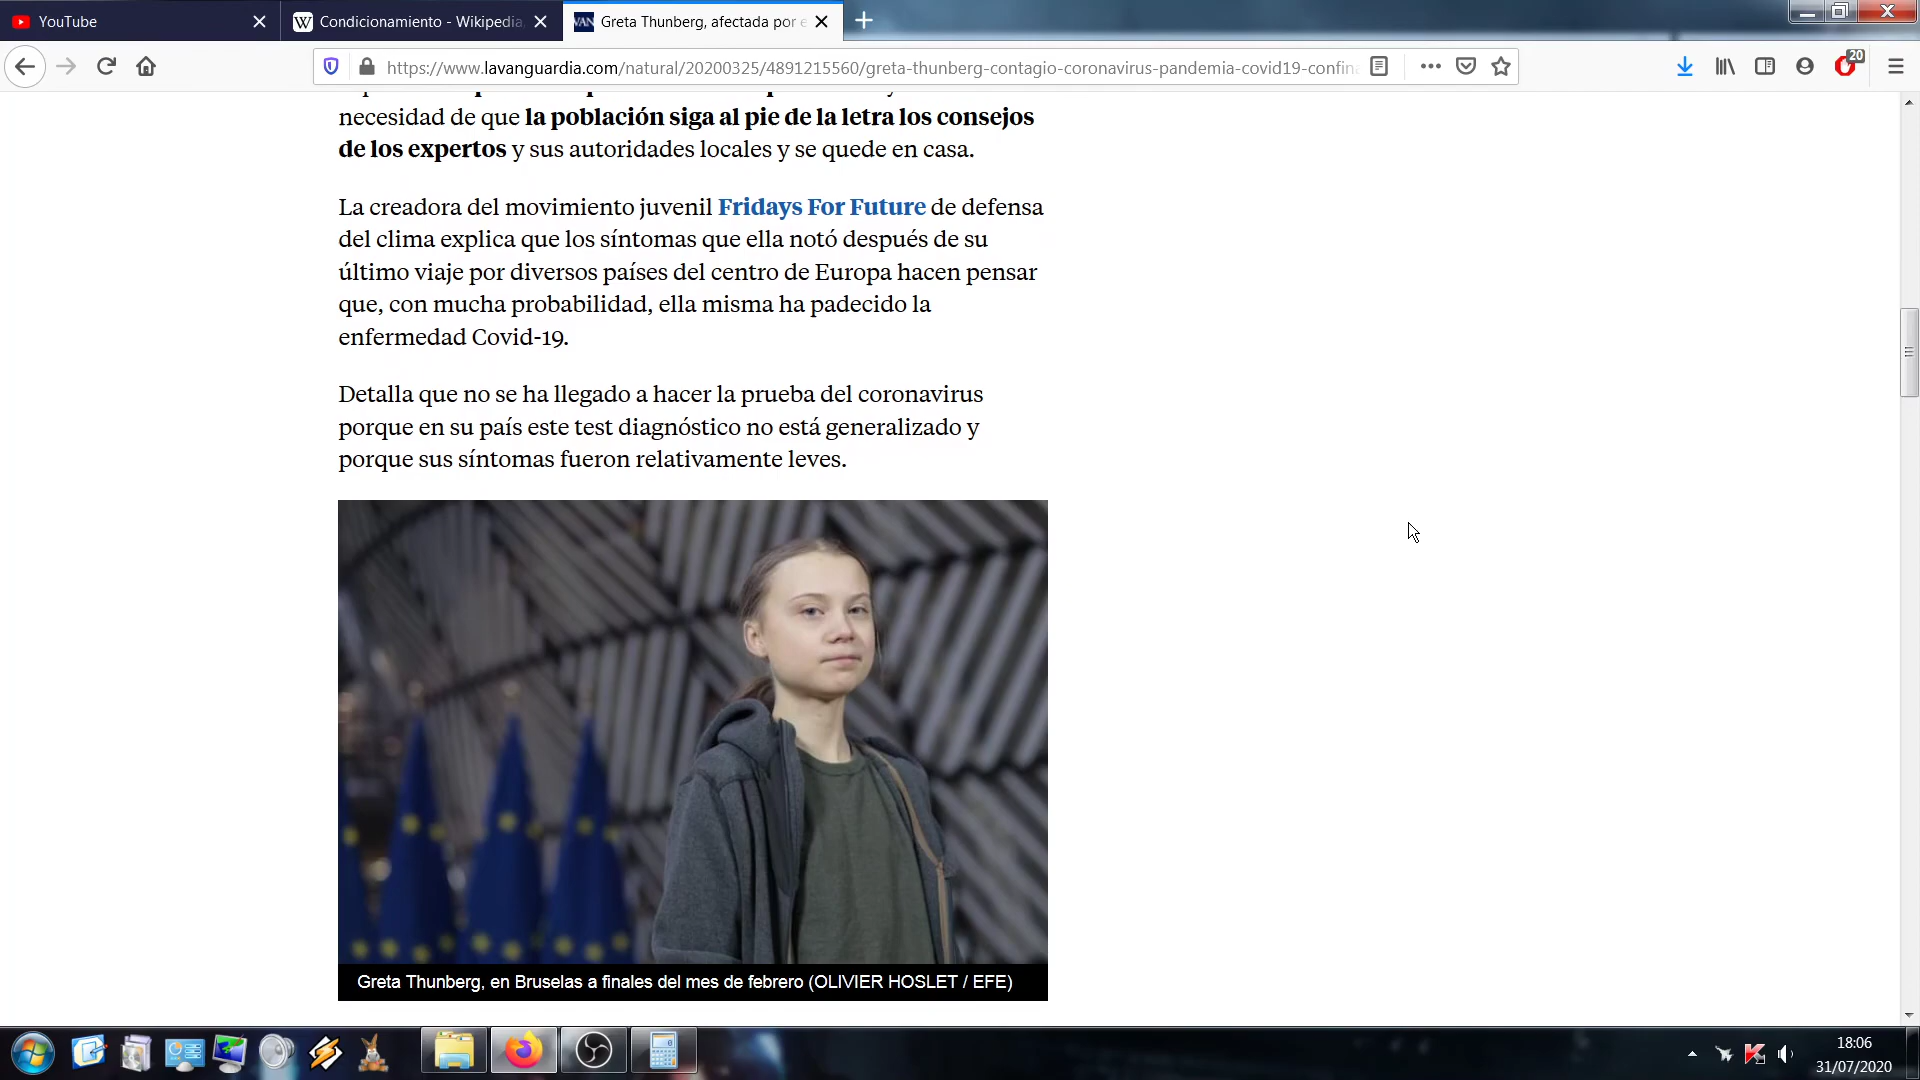 YouTube
Condicionamiento - Wikipedia,
Greta Thunberg, afectada por e
https://www.lavanguardia.com/natural/20200325/4891215560/greta-thunberg-contagio-coronavirus-pandemia-covid19-confin
20
necesidad de que la población siga al pie de la letra los consejos
de los expertos y sus autoridades locales y se quede en casa.
La creadora del movimiento juvenil Fridays For Future de defensa
del clima explica que los síntomas que ella notó después de su
último viaje por diversos países del centro de Europa hacen pensar
que, con mucha probabilidad, ella misma ha padecido la
enfermedad Covid-19.
Detalla que no se ha llegado a hacer la prueba del coronavirus
porque en su país este test diagnóstico no está generalizado y
porque sus síntomas fueron relativamente leves.
Greta Thunberg, en Bruselas a finales del mes de febrero (OLIVIER HOSLET / EFE)
18:06
31/07/2020